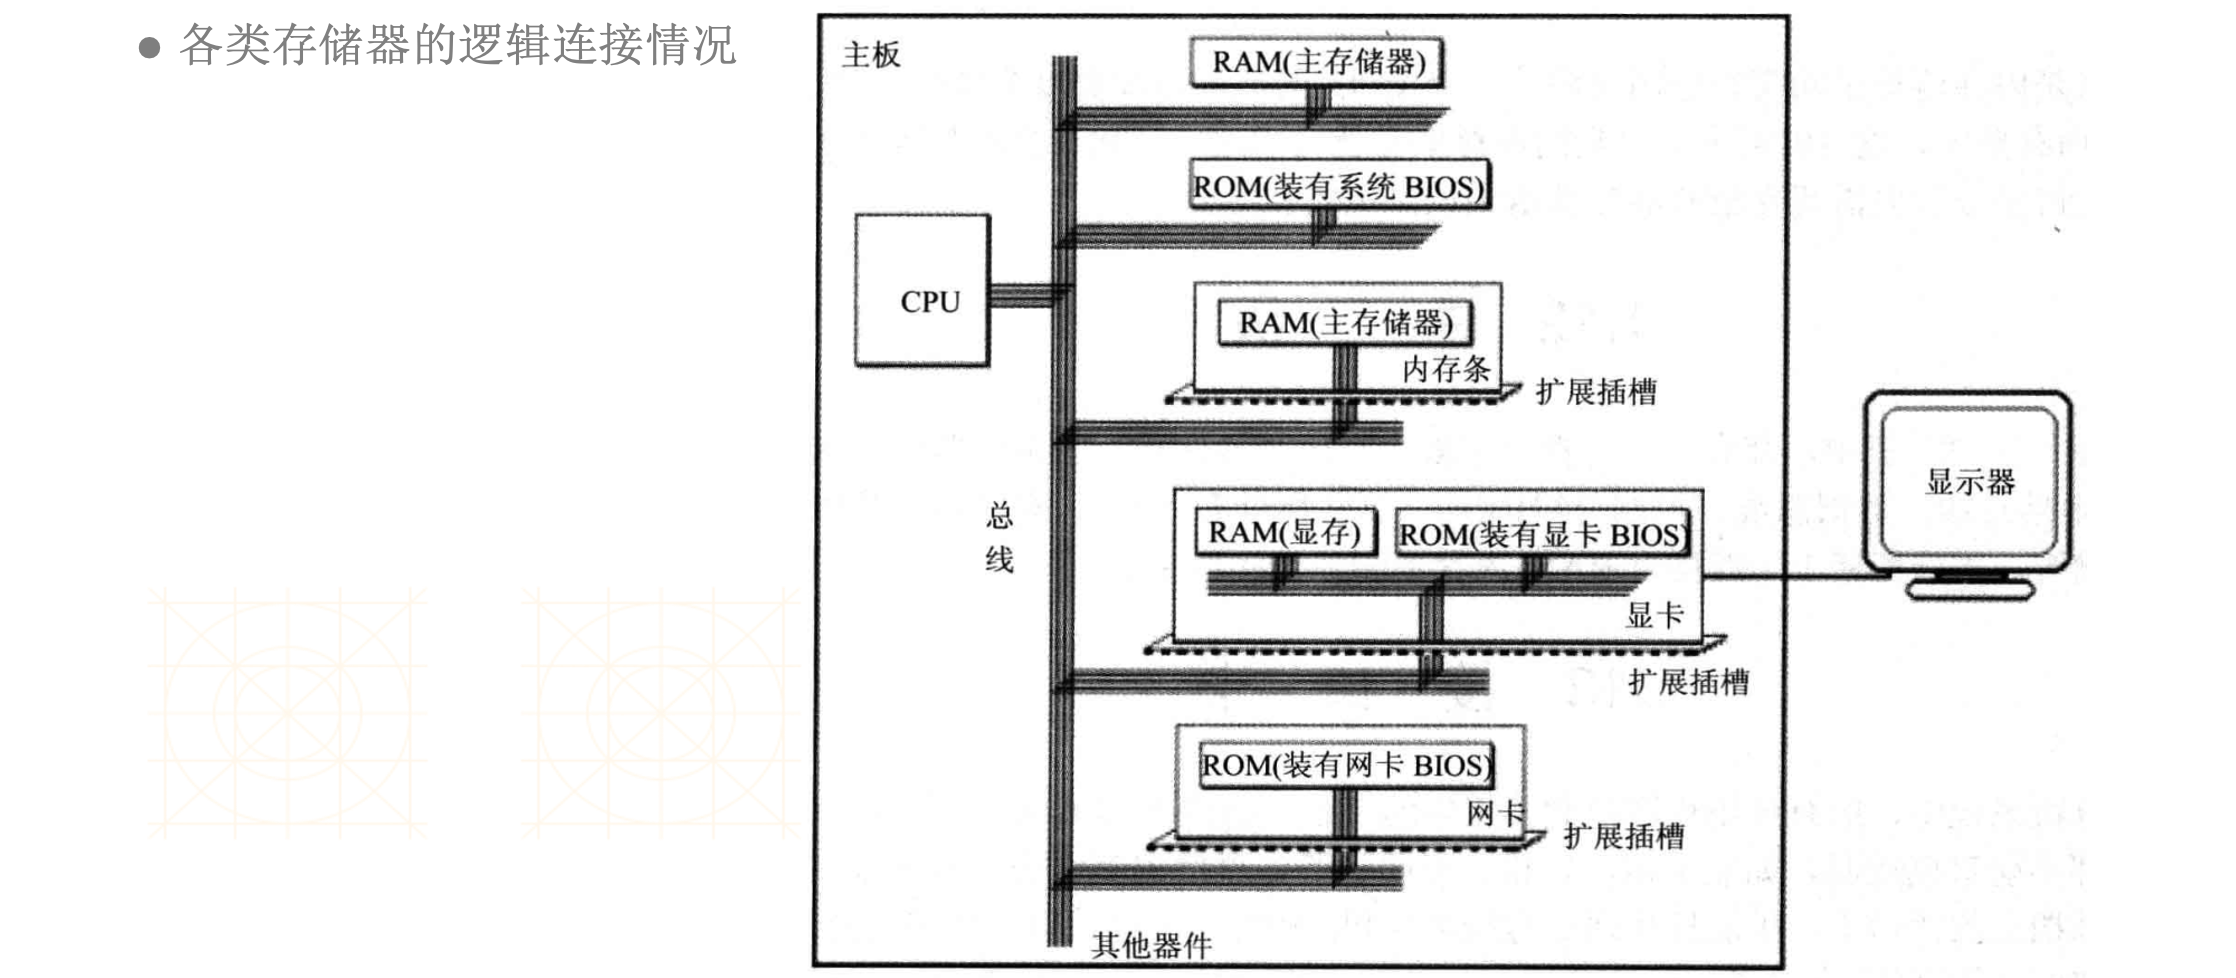 ● 各类存储器的逻辑连接情况
主板
RAM(主存储器)
ROM(装有系统 BIOS)
CPU
RAM(主存储器)
内存条
扩展插槽
总
线
RAM(显存)
ROM(装有显卡 BIOS)
显卡
扩展插槽
显示器
ROM(装有网卡 BIOS)
网卡
扩展插槽
其他器件